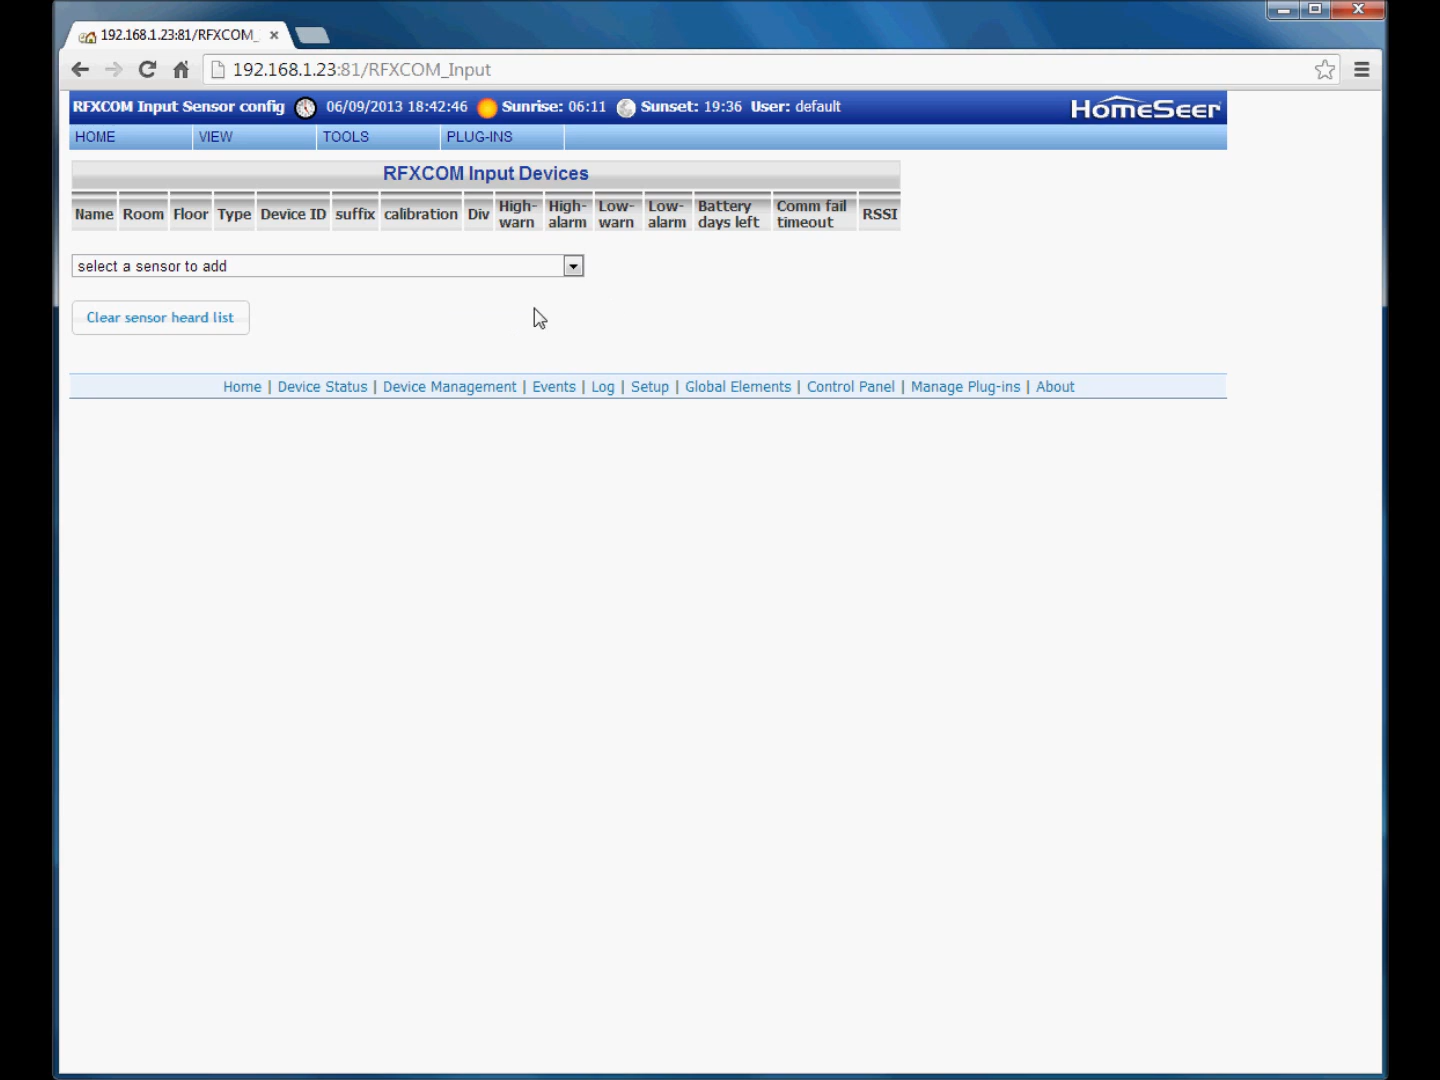 192.168.1.23:81/RFXCOM_
192.168.1.23:81/RFXCOM_Input
RFXCOM Input Sensor config 06/09/2013 18:42:46 Sunrise: 06:11 Sunset: 19:36 User: default HomeSeer
HOME VIEW TOOLS PLUG-INS
RFXCOM Input Devices
Name Room Floor Type Device ID suffix calibration Div High-warn High-alarm Low-warn Low-alarm Battery days left Comm fail timeout RSSI
select a sensor to add
Clear sensor heard list
Home | Device Status | Device Management | Events | Log | Setup | Global Elements | Control Panel | Manage Plug-ins | About